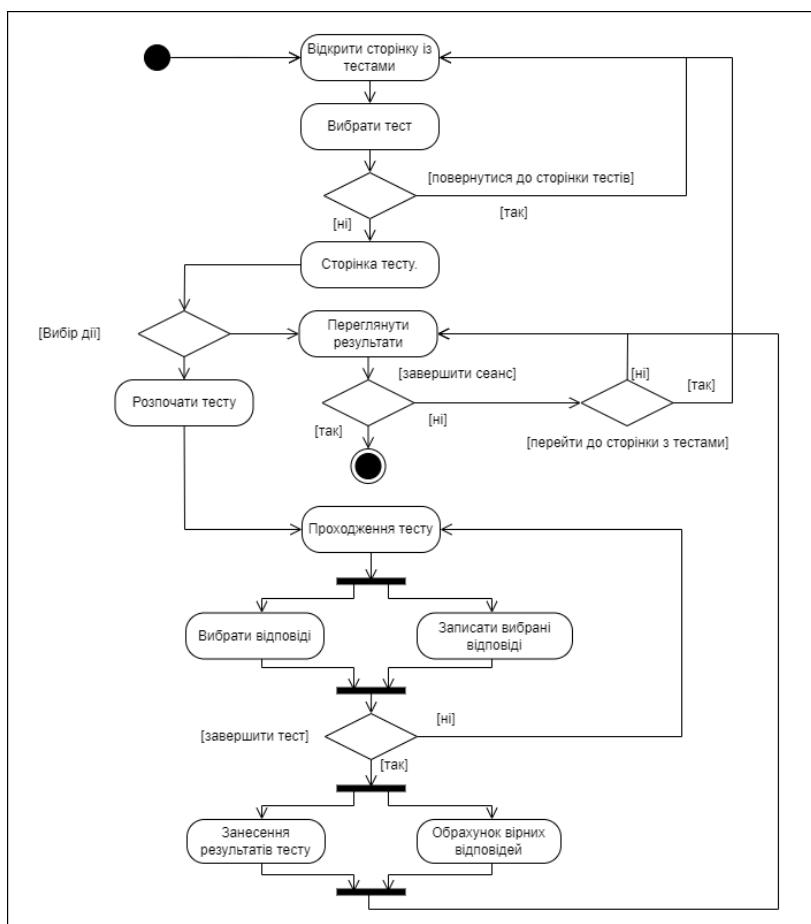 Відкрити сторінку із
тестами
Вибрати тест
[повернутися до сторінки тестів]
[так]
[ні]
Сторінка тесту.
[Вибір дії]
Переглянути
результати
[завершити сеанс]
[ні]
[так]
Розпочати тесту
[так]
[ні]
[перейти до сторінки з тестами]
Проходження тесту
Вибрати відповіді
Записати вибрані
відповіді
[ні]
[завершити тест]
[так]
Занесення
результатів тесту
Обрахунок вірних
відповідей